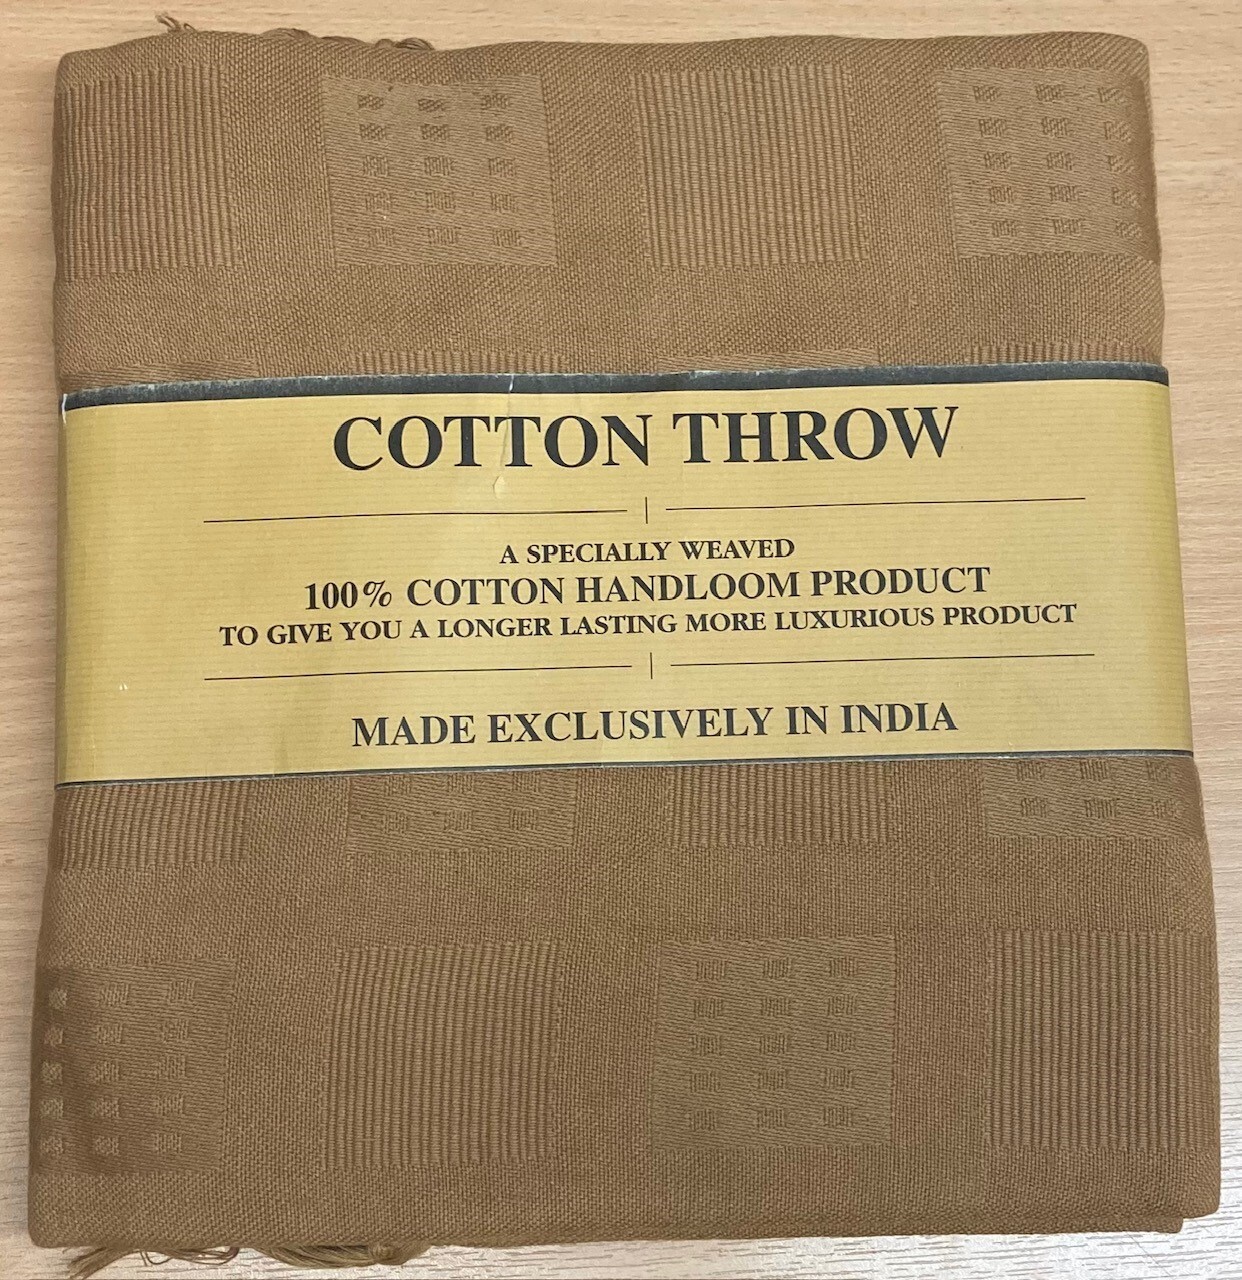 COTTON THROW
A SPECIALLY WEAVED
100% COTTON HANDLOOM PRODUCT
TO GIVE YOU A LONGER LASTING MORE LUXURIOUS PRODUCT
MADE EXCLUSIVELY IN INDIA